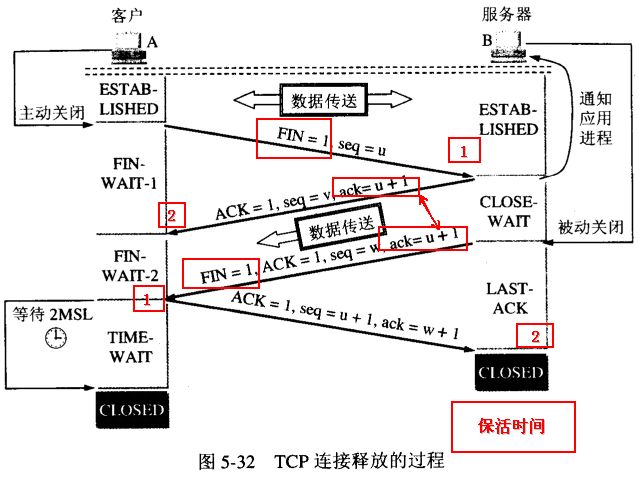 客户
服务器
A
B
ESTAB-
LISHED
数据传送
主动关闭
FIN = 1, seq = u
1
ESTAB-
LISHED
通知
应用
进程
FIN-
WAIT-1
ACK = 1, seq = v, ack= u + 1
2
CLOSE-
WAIT
数据传送
被动关闭
FIN-
WAIT-2
FIN = 1, ACK = 1, seq = w, ack= u + 1
1
ACK = 1, seq = u + 1, ack = w + 1
LAST-
ACK
2
等待 2MSL
TIME-
WAIT
CLOSED
CLOSED
保活时间
图 5-32 TCP 连接释放的过程